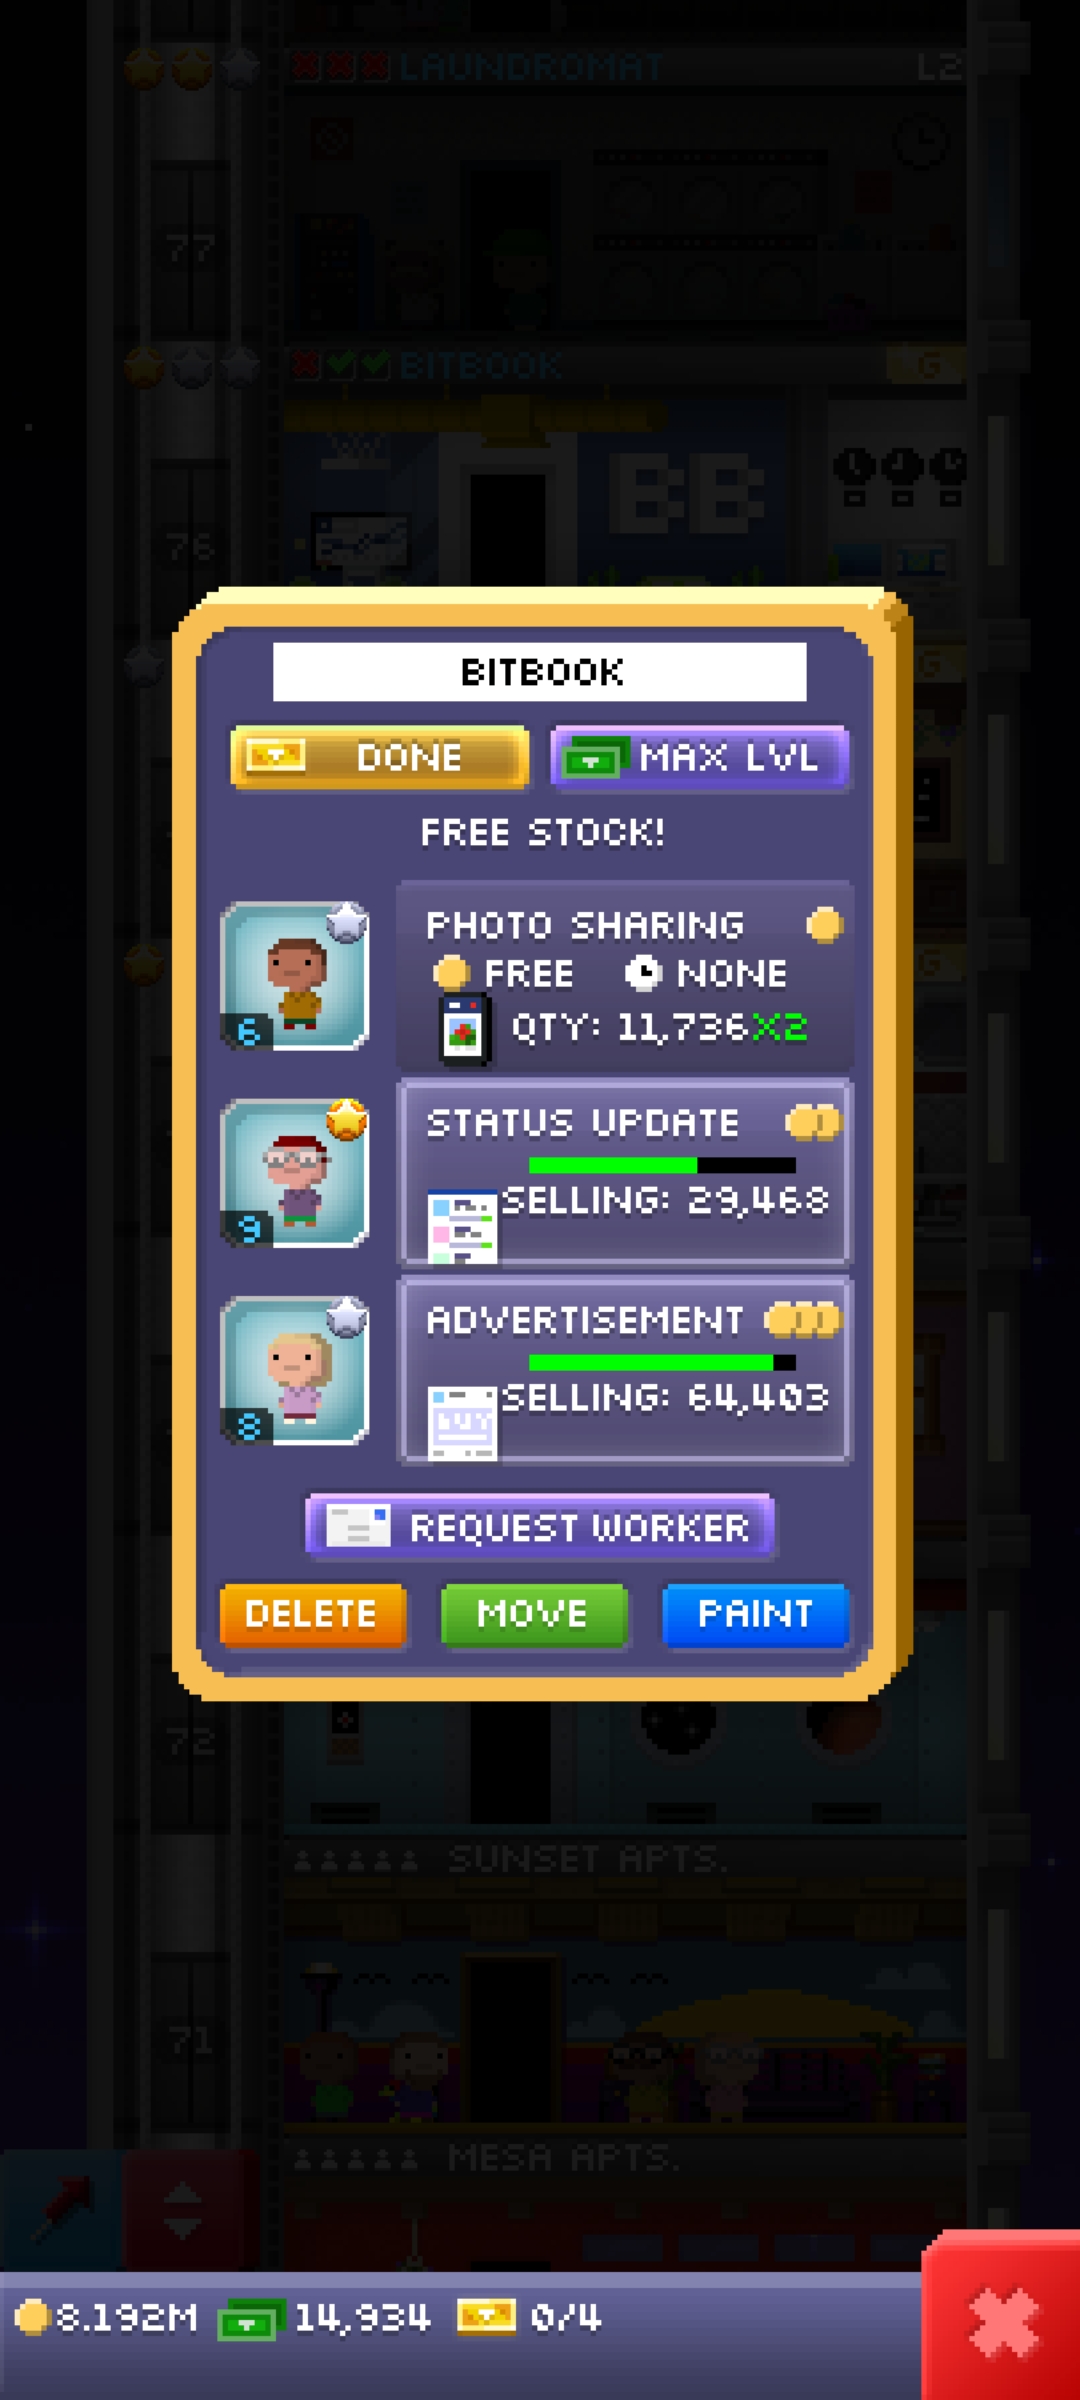 LAUNDROMAT L2
77
BITBOOK G
BB
76
G
BITBOOK
DONE MAX LVL
FREE STOCK!
PHOTO SHARING
FREE NONE
6
QTY: 11,736X2
STATUS UPDATE
SELLING: 29,468
9
ADVERTISEMENT
SELLING: 64,403
8
REQUEST WORKER
DELETE MOVE PAINT
72
SUNSET APTS.
71
MESA APTS.
8.192M 14,934 0/4